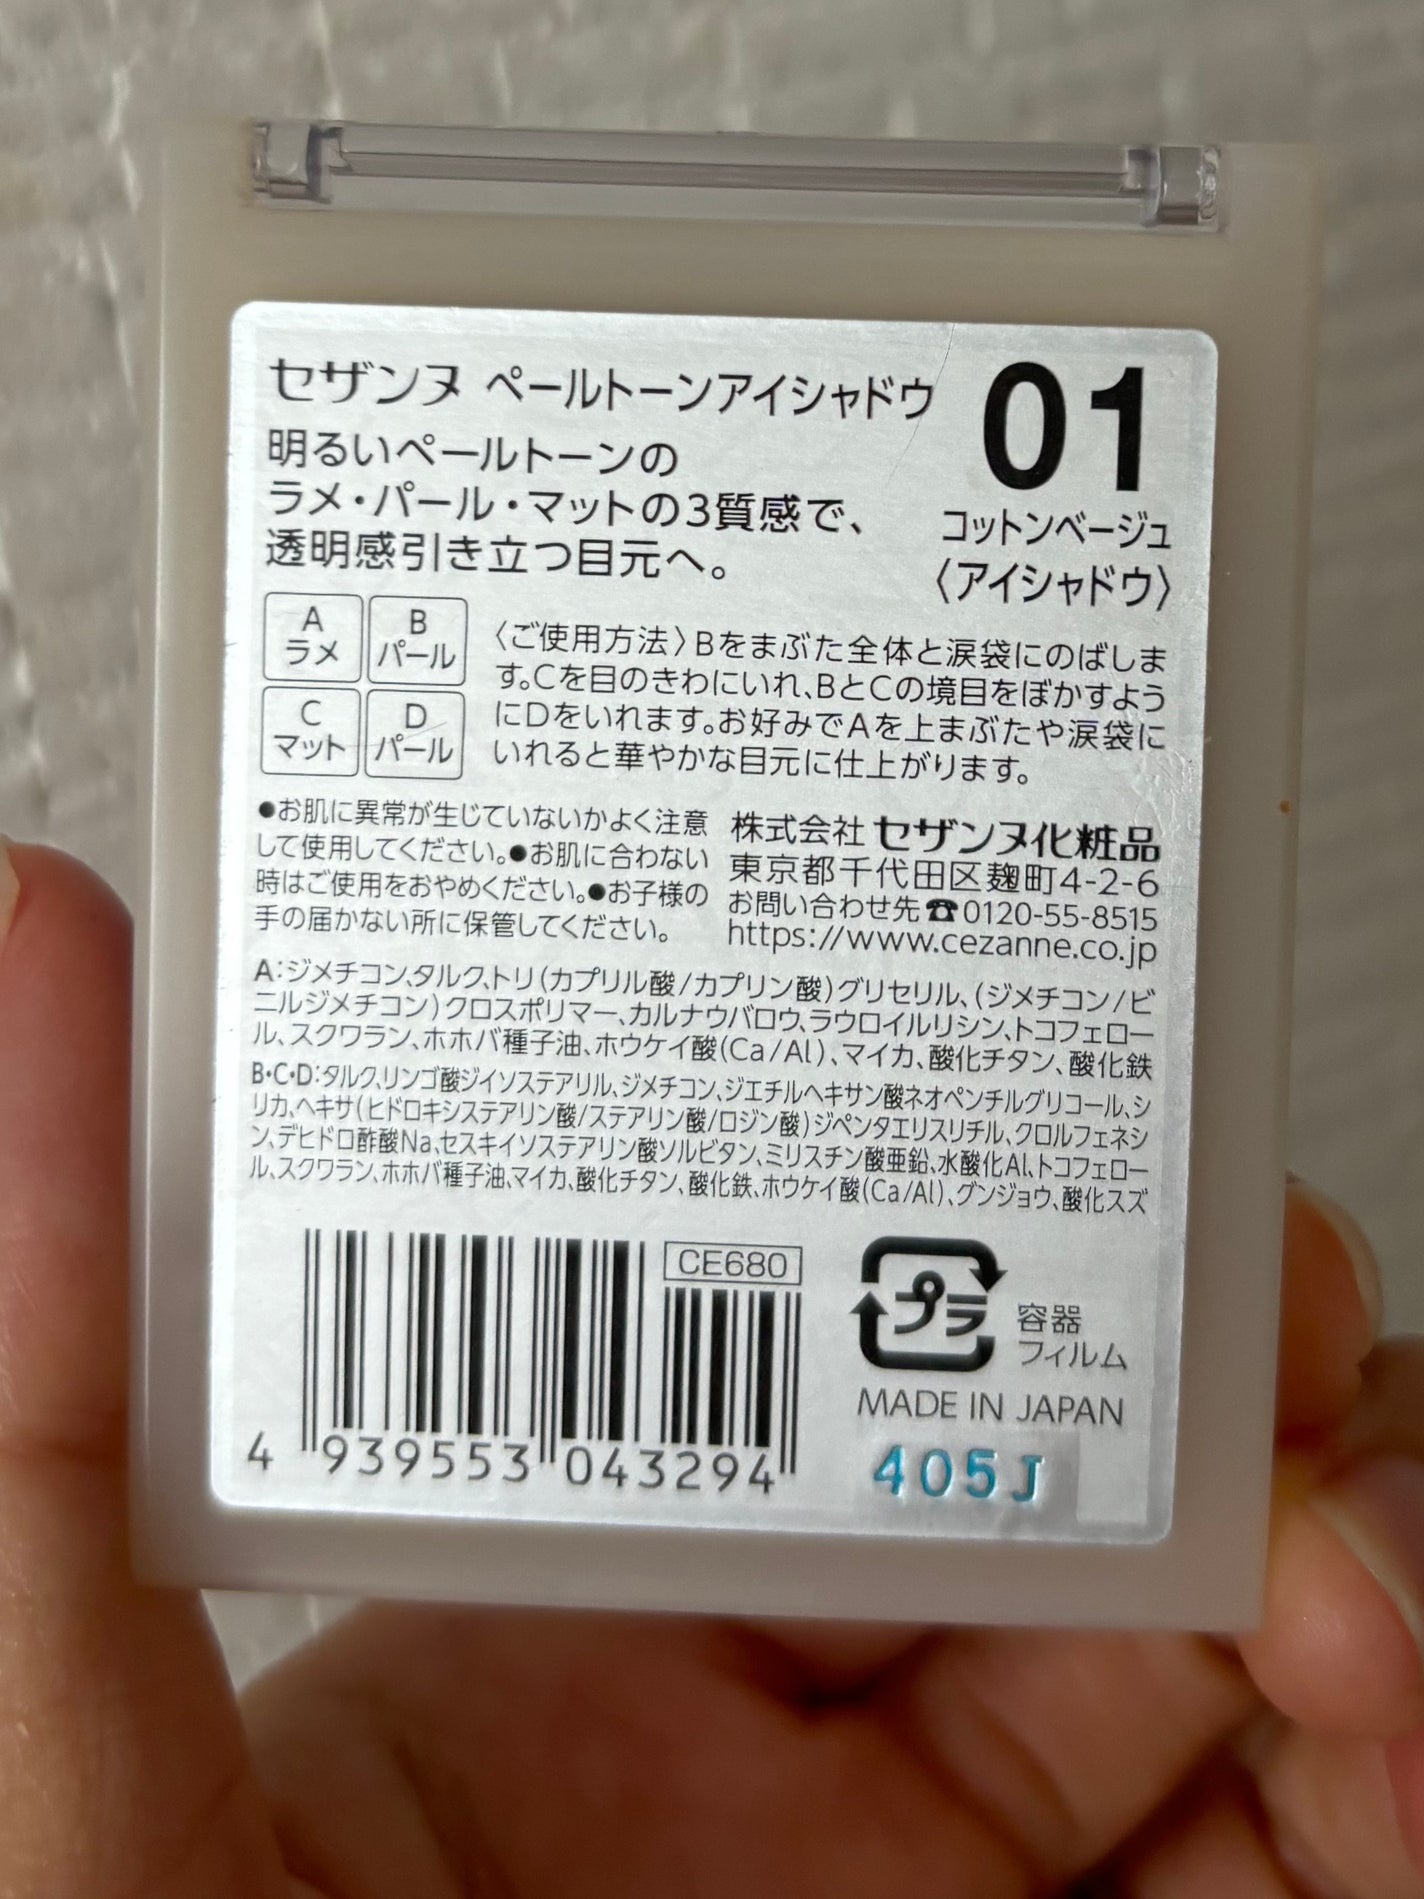 セザンヌ ペールトーンアイシャドウ
01
コットンベージュ
〈アイシャドウ〉
明るいペールトーンの
ラメ・パール・マットの3質感で、
透明感引き立つ目元へ。
A
ラメ
B
パール
C
マット
D
パール
〈ご使用方法〉Bをまぶた全体と涙袋にのばしま
す。Cを目のきわにいれ、BとCの境目をぼかすよう
にDをいれます。お好みでAを上まぶたや涙袋に
いれると華やかな目元に仕上がります。
●お肌に異常が生じていないかよく注意
して使用してください。●お肌に合わない
時はご使用をおやめください。●お子様の
手の届かない所に保管してください。
株式会社 セザンヌ化粧品
東京都千代田区麹町4-2-6
お問い合わせ先☎0120-55-8515
https://www.cezanne.co.jp
A:ジメチコン、タルク、トリ(カプリル酸/カプリン酸)グリセリル、(ジメチコン/ビ
ニルジメチコン)クロスポリマー、カルナウバロウ、ラウロイルリシン、トコフェロー
ル、スクワラン、ホホバ種子油、ホウケイ酸(Ca/Al)、マイカ、酸化チタン、酸化鉄
B・C・D:タルク、リンゴ酸ジイソステアリル、ジメチコン、ジエチルヘキサン酸ネオペンチルグリコール、シ
リカ、ヘキサ(ヒドロキシステアリン酸/ステアリン酸/ロジン酸)ジペンタエリスリチル、クロルフェネシ
ン、デヒドロ酢酸Na、セスキイソステアリン酸ソルビタン、ミリスチン酸亜鉛、水酸化Al、トコフェロー
ル、スクワラン、ホホバ種子油、マイカ、酸化チタン、酸化鉄、ホウケイ酸(Ca/Al)、グンジョウ、酸化スズ
CE680
4 939553 043294
プラ
容器
フィルム
MADE IN JAPAN
405J